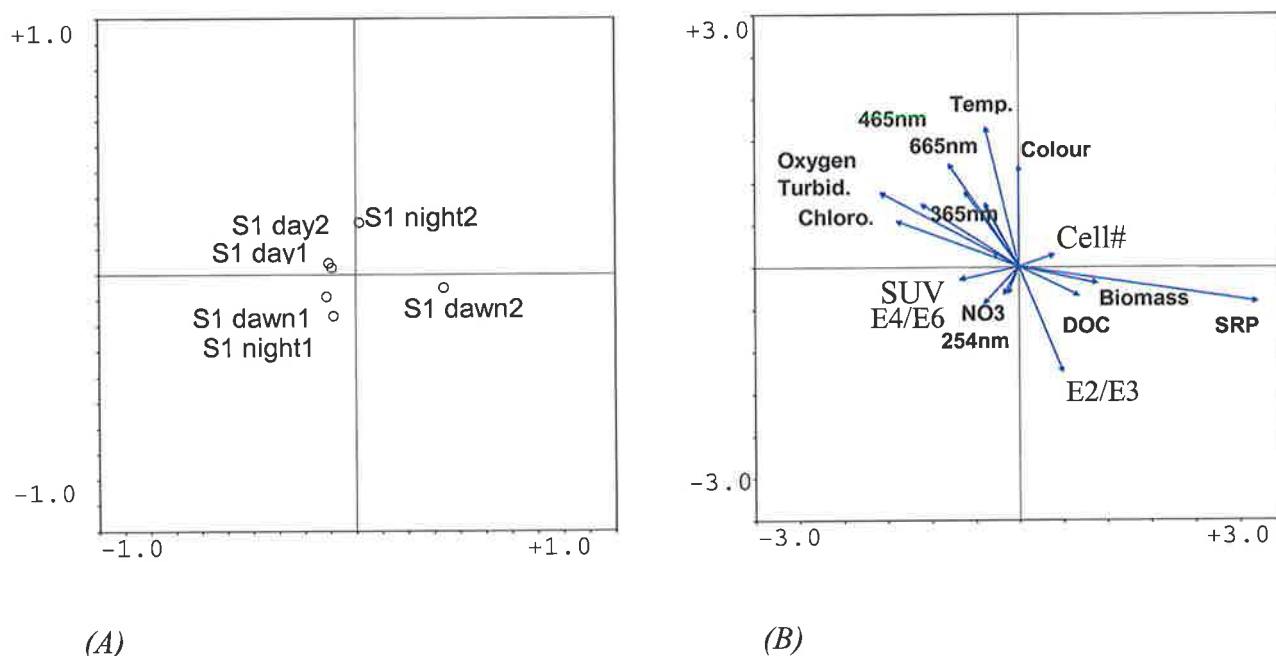 +1.0
S1 day2
S1 night2
S1 day1
S1 dawn2
S1 dawn1
S1 night1
-1.0
-1.0
+1.0
(A)
+3.0
Temp.
465nm
665nm
Colour
Oxygen
Turbid.
Chloro.
365nm
Cell#
SUV
Biomass
E4/E6
NO3
DOC
SRP
254nm
E2/E3
-3.0
-3.0
+3.0
(B)